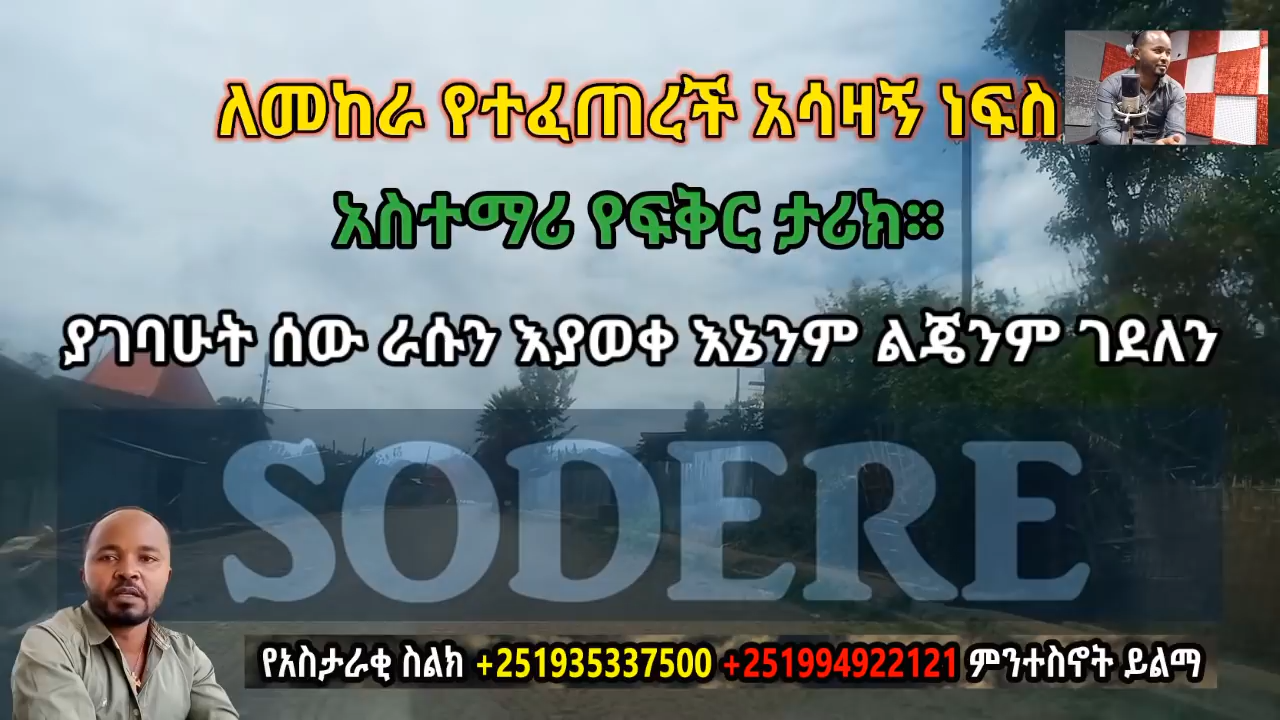 ለመከራ የተፈጠረች አሳዛኝ ነፍስ
አስተማሪ የፍቅር ታሪክ።
ያገባሁት ሰው ራሱን እያወቀ እኔንም ልጄንም ገደለን
SODERE
የአስታራቂ ስልክ +251935337500 +251994922121 ምንተስኖት ይልማ